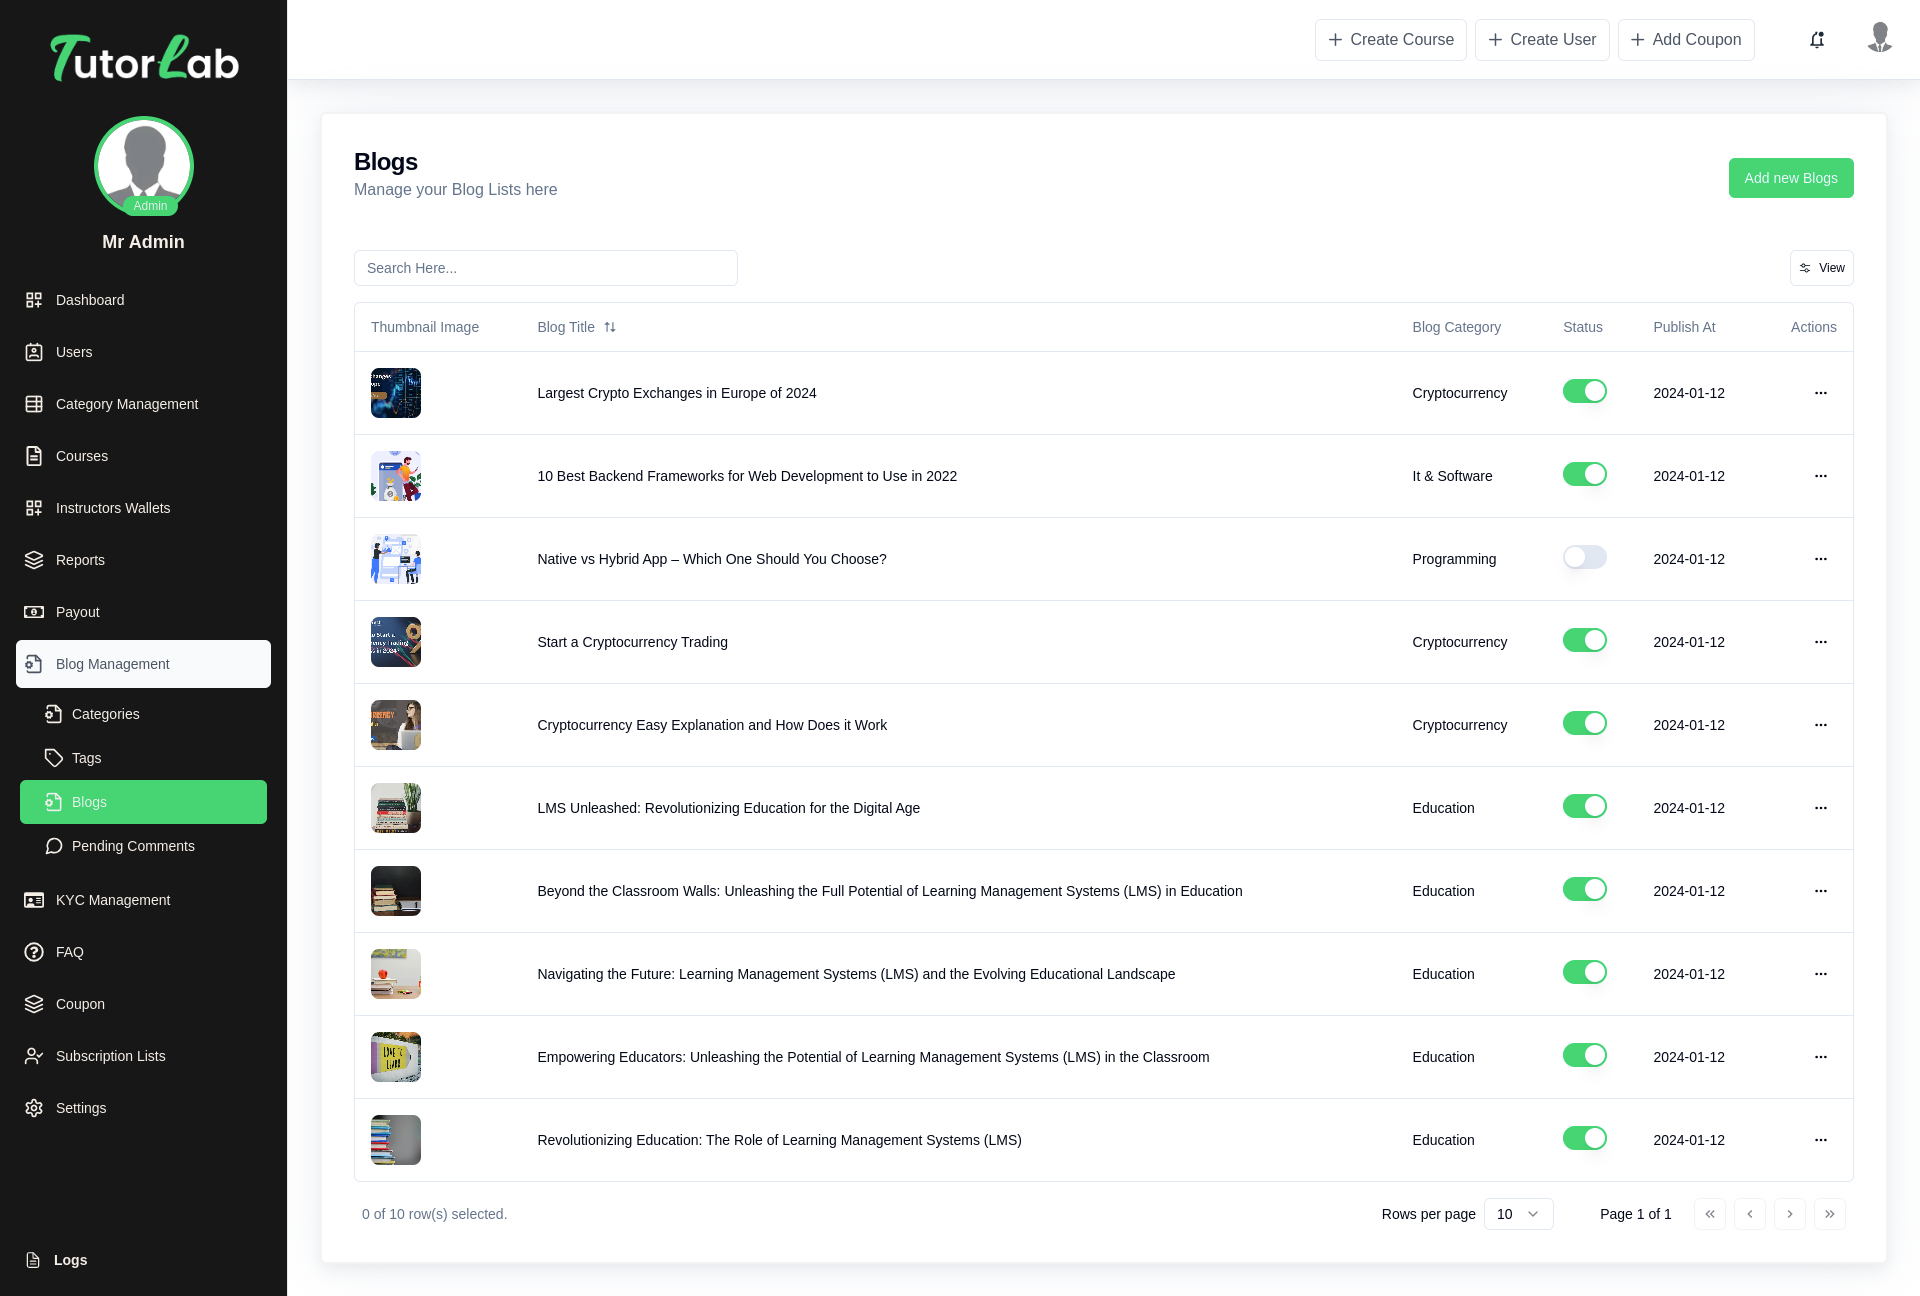 TutorLab
Admin
Mr Admin
Dashboard
Users
Category Management
Courses
Instructors Wallets
Reports
Payout
Blog Management
Categories
Tags
Blogs
Pending Comments
KYC Management
FAQ
Coupon
Subscription Lists
Settings
Logs
Create Course
Create User
Add Coupon
Blogs
Manage your Blog Lists here
Add new Blogs
Search Here...
View
Thumbnail Image Blog Title Blog Category Status Publish At Actions
Largest Crypto Exchanges in Europe of 2024 Cryptocurrency 2024-01-12
10 Best Backend Frameworks for Web Development to Use in 2022 It & Software 2024-01-12
Native vs Hybrid App – Which One Should You Choose? Programming 2024-01-12
Start a Cryptocurrency Trading Cryptocurrency 2024-01-12
Cryptocurrency Easy Explanation and How Does it Work Cryptocurrency 2024-01-12
LMS Unleashed: Revolutionizing Education for the Digital Age Education 2024-01-12
Beyond the Classroom Walls: Unleashing the Full Potential of Learning Management Systems (LMS) in Education Education 2024-01-12
Navigating the Future: Learning Management Systems (LMS) and the Evolving Educational Landscape Education 2024-01-12
Empowering Educators: Unleashing the Potential of Learning Management Systems (LMS) in the Classroom Education 2024-01-12
Revolutionizing Education: The Role of Learning Management Systems (LMS) Education 2024-01-12
0 of 10 row(s) selected.
Rows per page 10 Page 1 of 1